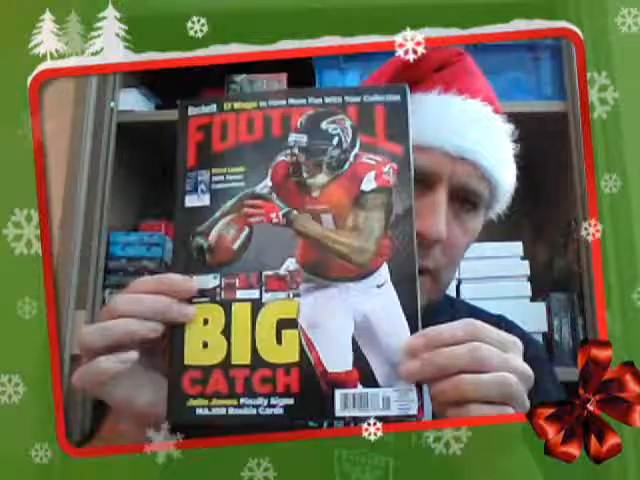 Beckett 17 Ways to Have More Fun With Your Collection
FOOTBALL
BIG
CATCH
Julio Jones Finally Signs
MAJOR Rookie Cards